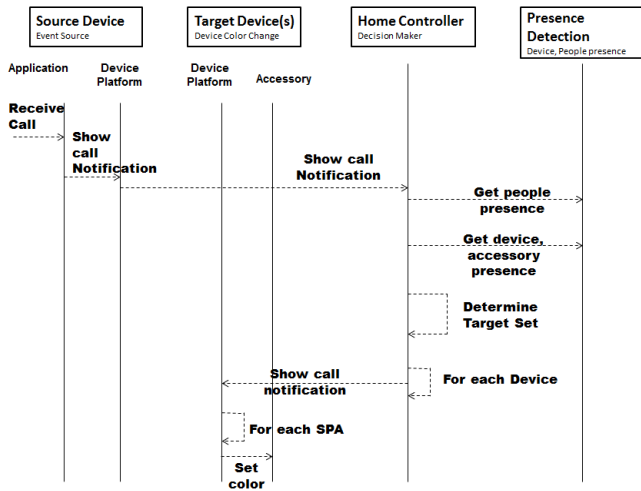 Source Device
Event Source
Target Device(s)
Device Color Change
Home Controller
Decision Maker
Presence
Detection
Device, People presence
Application
Device
Platform
Device
Platform
Accessory
Receive
Call
Show
call
Notification
Show call
Notification
Get people
presence
Get device,
accessory
presence
Determine
Target Set
Show call
notification
For each Device
For each SPA
Set
color